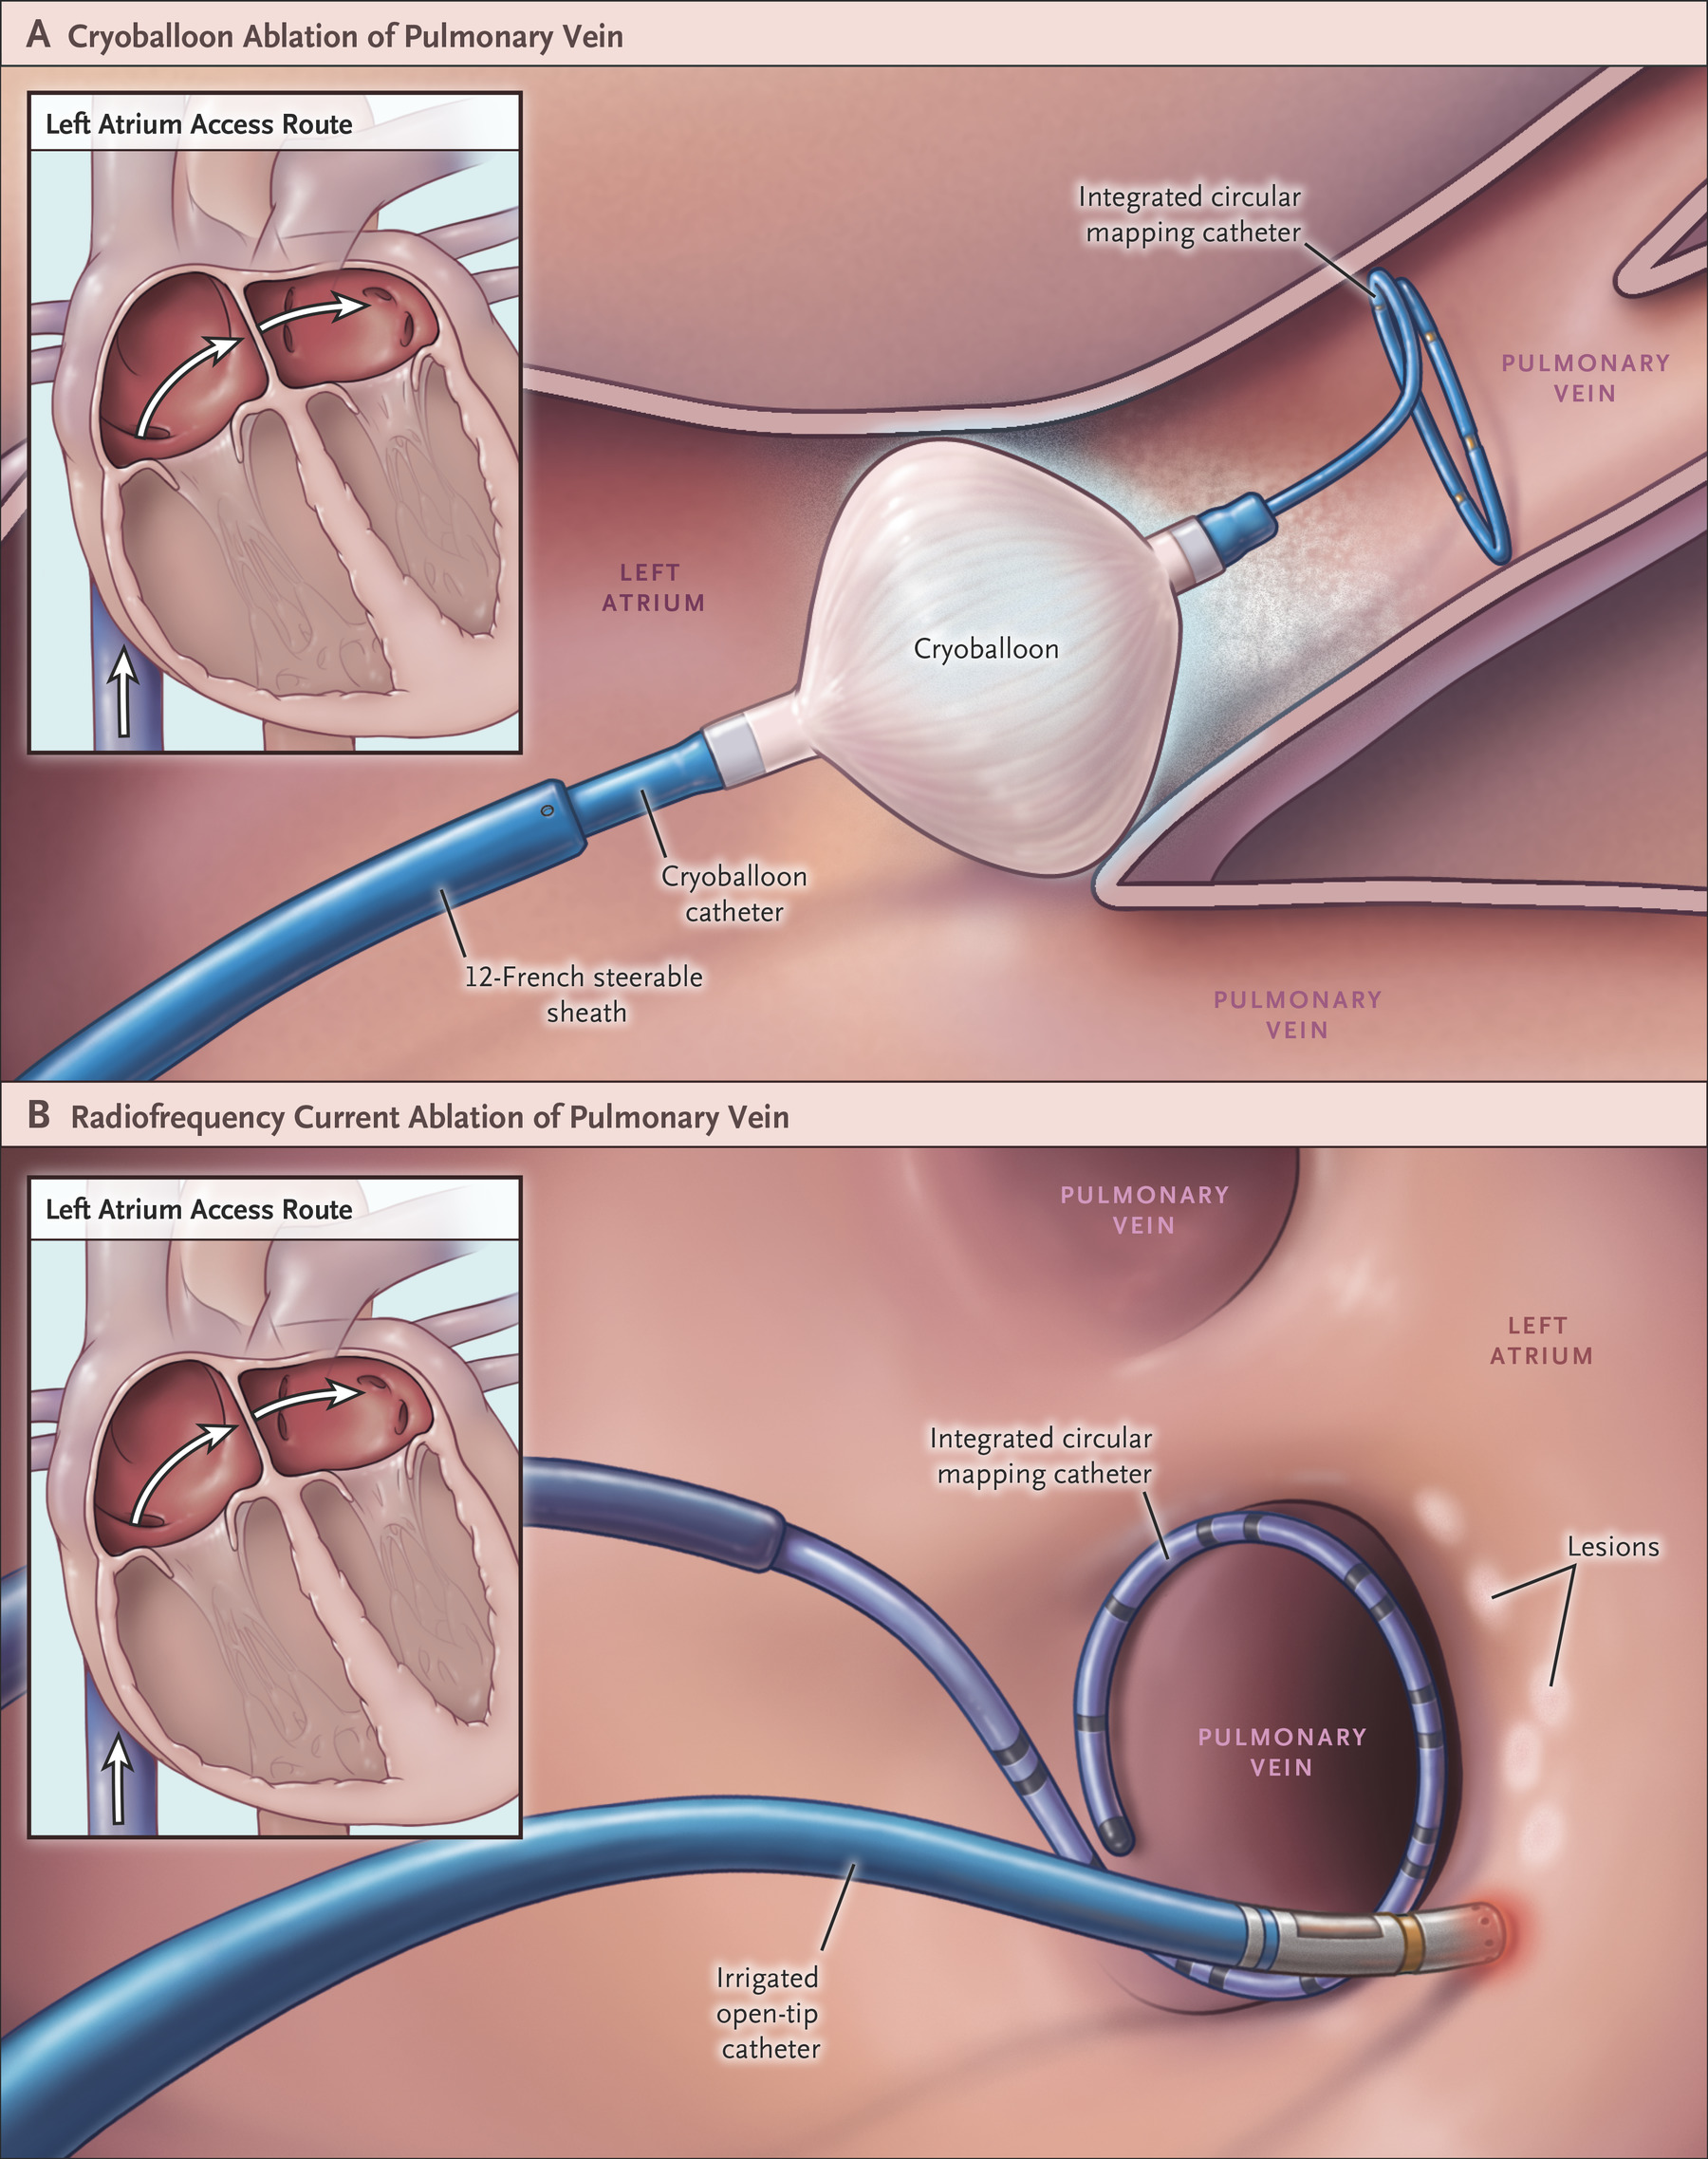 A Cryoballoon Ablation of Pulmonary Vein
Left Atrium Access Route
Integrated circular
mapping catheter
PULMONARY
VEIN
LEFT
ATRIUM
Cryoballoon
Cryoballoon
catheter
12-French steerable
sheath
PULMONARY
VEIN
B Radiofrequency Current Ablation of Pulmonary Vein
Left Atrium Access Route
PULMONARY
VEIN
LEFT
ATRIUM
Integrated circular
mapping catheter
Lesions
PULMONARY
VEIN
Irrigated
open-tip
catheter